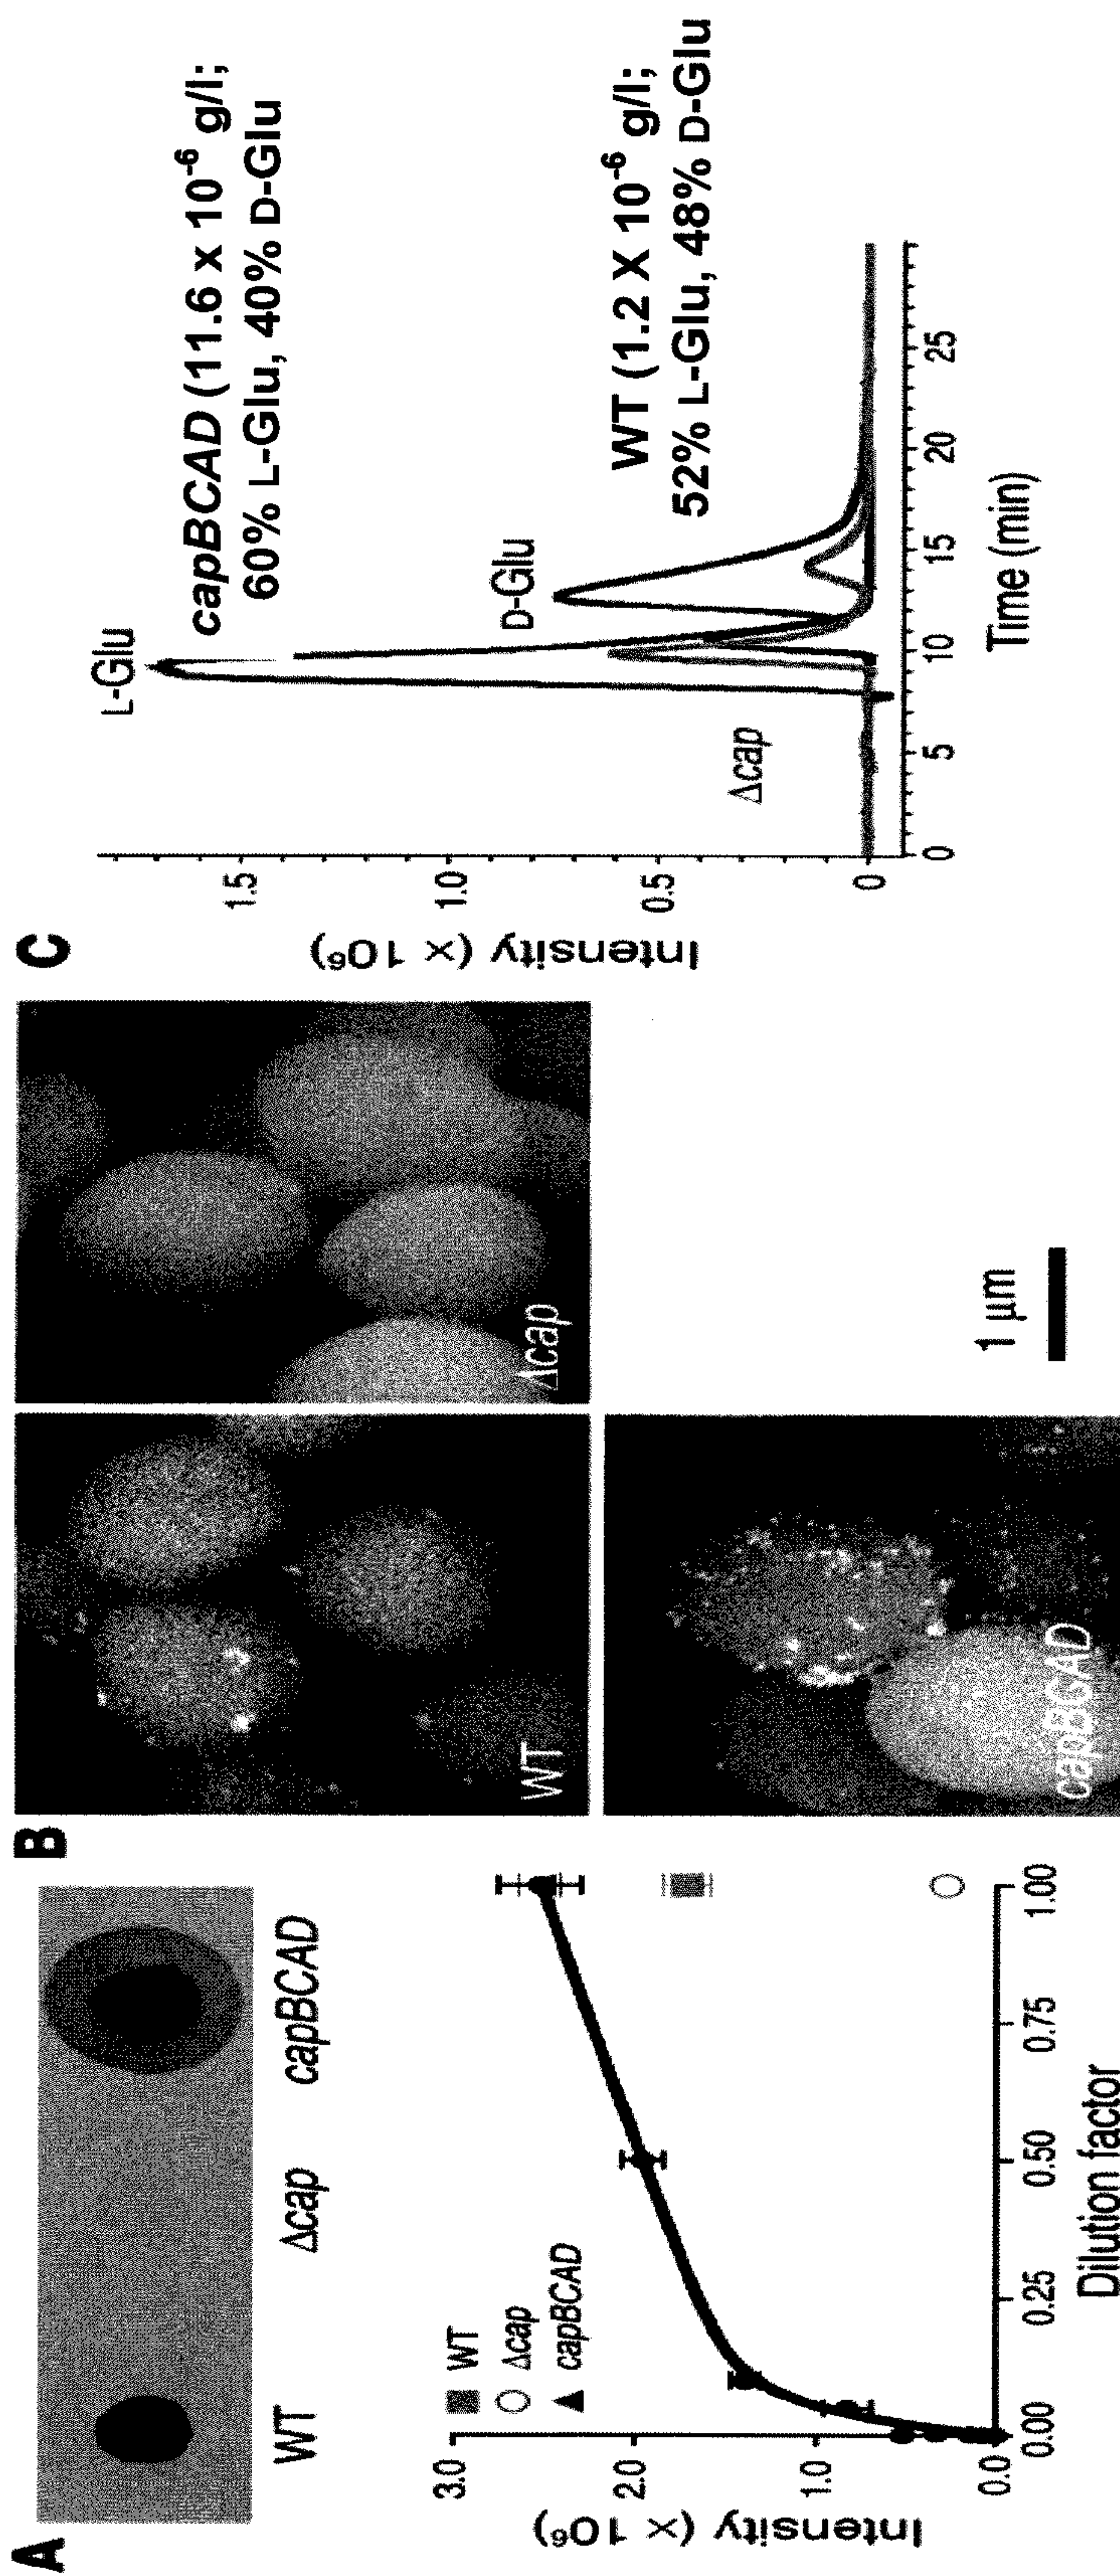 A
WT
Δcap
capBCAD
Intensity (× 10⁶)
3.0
2.0
1.0
0.0
WT
Δcap
capBCAD
0.00
0.25
0.50
0.75
1.00
Dilution factor
B
WT
Δcap
capBCAD
1 μm
C
Intensity (× 10⁶)
1.5
1.0
0.5
0
L-Glu
capBCAD (11.6 x 10⁻⁶ g/l;
60% L-Glu, 40% D-Glu
D-Glu
WT (1.2 X 10⁻⁶ g/l;
52% L-Glu, 48% D-Glu
Δcap
0
5
10
15
20
25
Time (min)